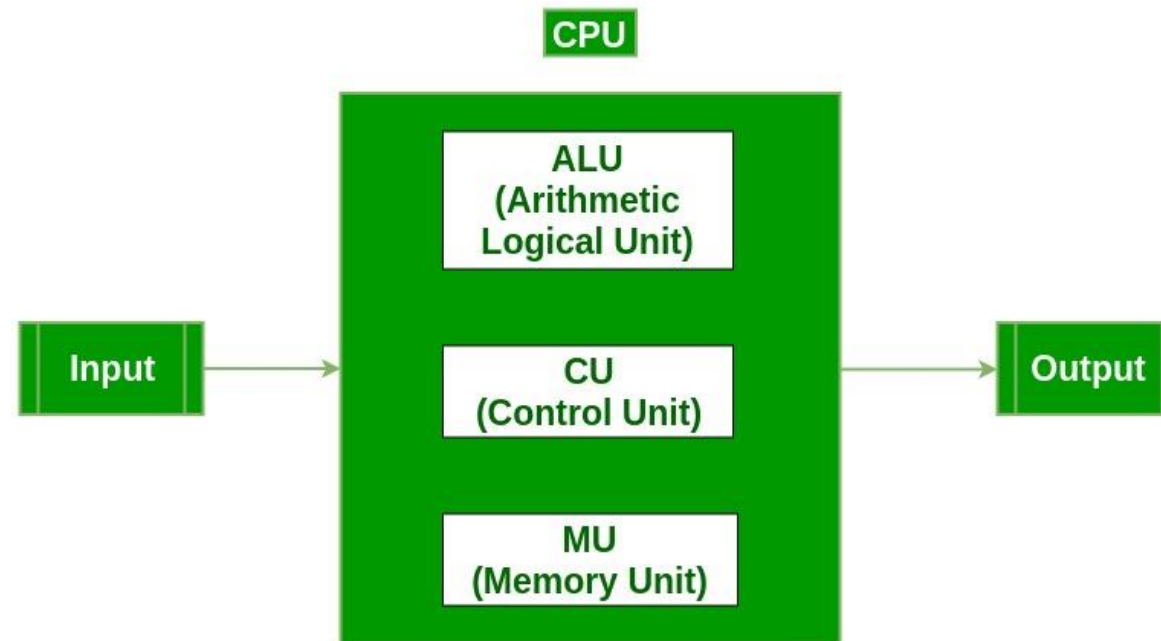 CPU
ALU
(Arithmetic
Logical Unit)
Input
CU
(Control Unit)
Output
MU
(Memory Unit)